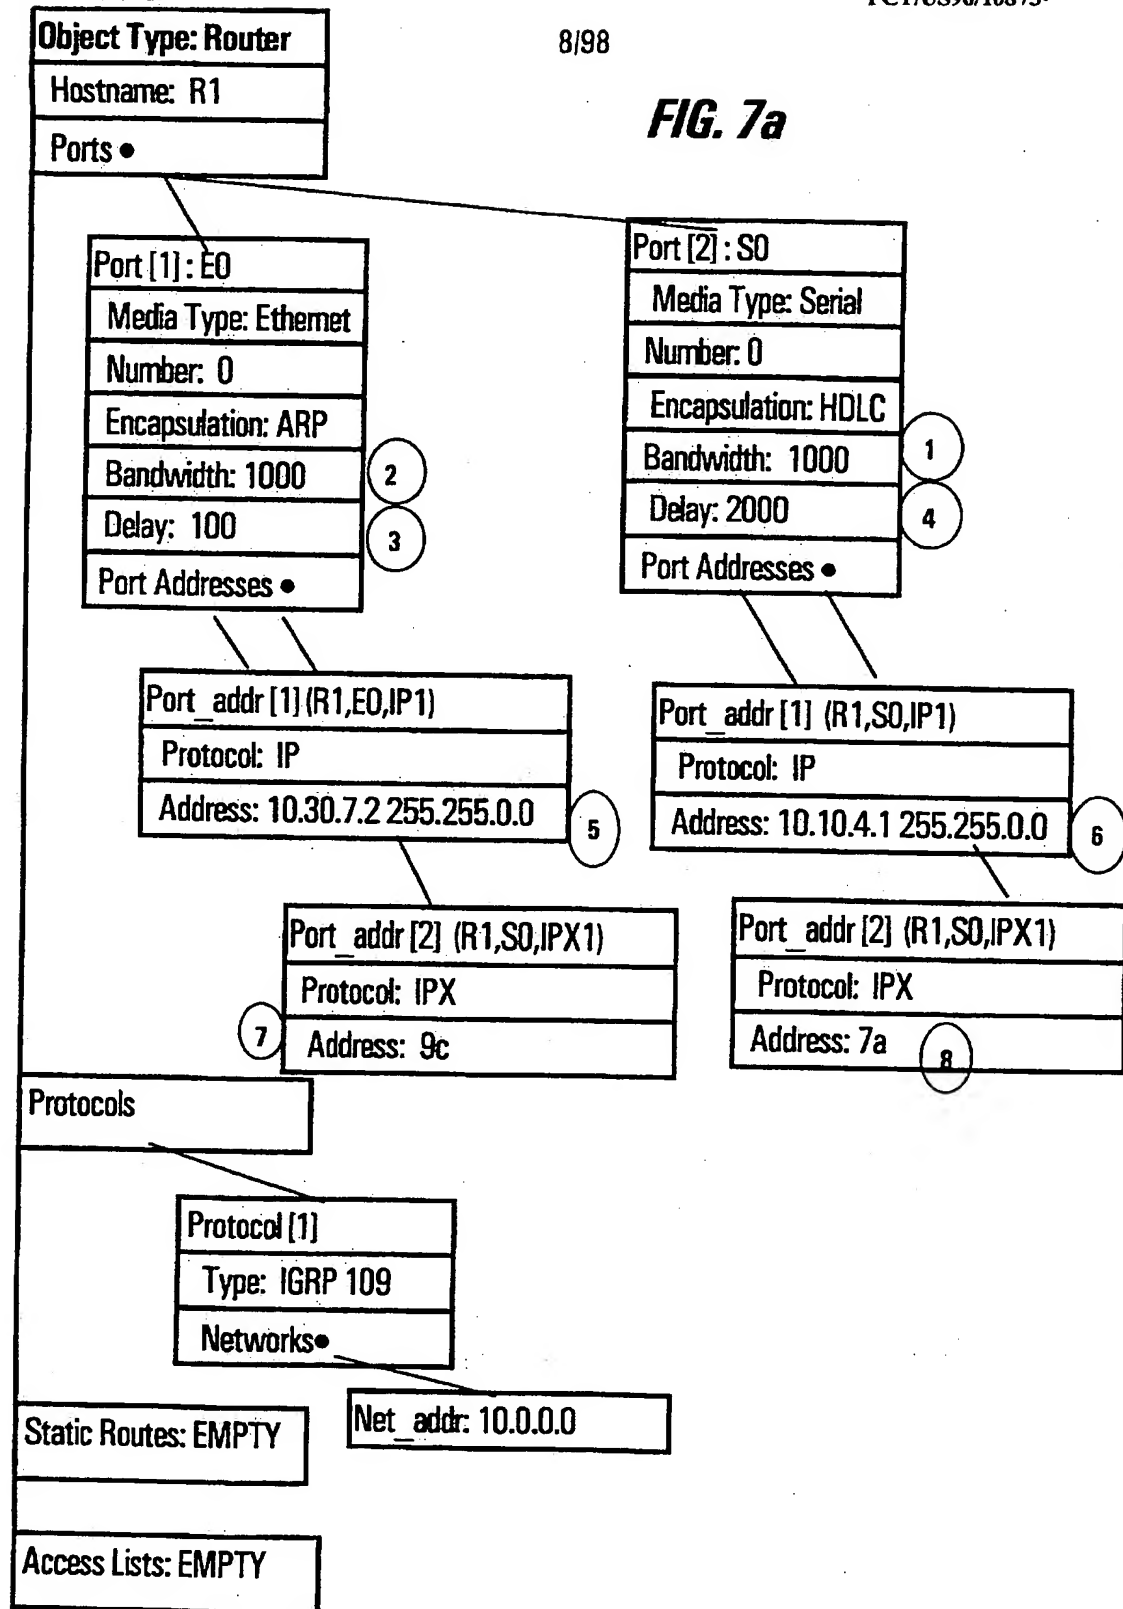 8/98
FIG. 7a
Object Type: Router
Hostname: R1
Ports •
Port [1] : E0
Media Type: Ethernet
Number: 0
Encapsulation: ARP
Bandwidth: 1000
2
Delay: 100
3
Port Addresses •
Port [2] : S0
Media Type: Serial
Number: 0
Encapsulation: HDLC
1
Bandwidth: 1000
Delay: 2000
4
Port Addresses •
Port_addr [1] (R1,E0,IP1)
Protocol: IP
Address: 10.30.7.2 255.255.0.0
5
Port_addr [1] (R1,S0,IP1)
Protocol: IP
Address: 10.10.4.1 255.255.0.0
6
Port_addr [2] (R1,S0,IPX1)
Protocol: IPX
7
Address: 9c
Port_addr [2] (R1,S0,IPX1)
Protocol: IPX
Address: 7a
8
Protocols
Protocol [1]
Type: IGRP 109
Networks•
Net_addr: 10.0.0.0
Static Routes: EMPTY
Access Lists: EMPTY